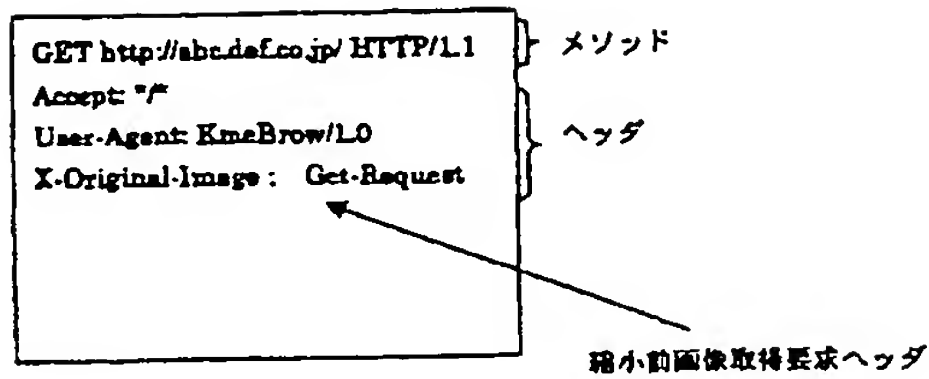 GET http://abc.def.co.jp/ HTTP/1.1 メソッド
Accept: "/"
User-Agent: KmeBrow/1.0 ヘッダ
X-Original-Image : Get-Request
縮小前画像取得要求ヘッダ